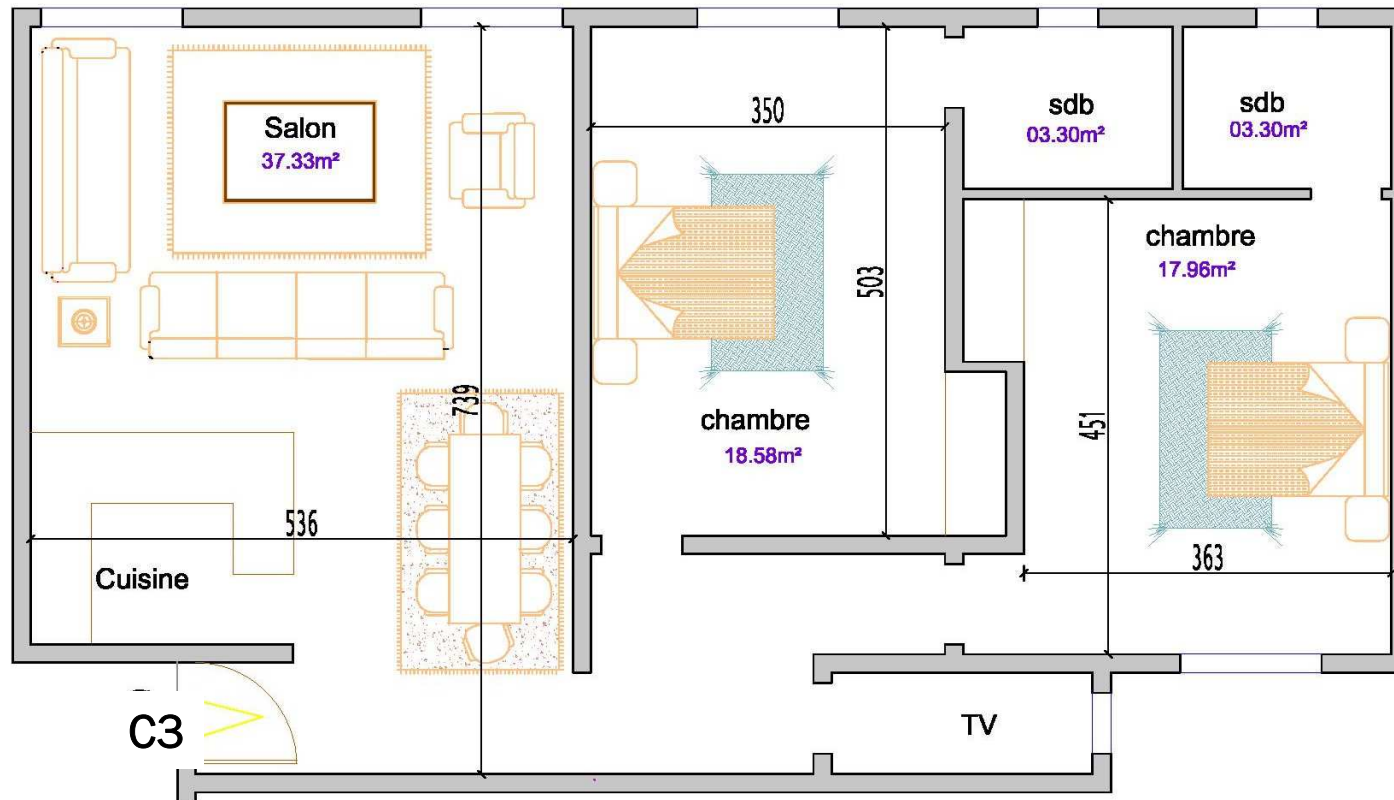 Salon
37.33m²
350
sdb
03.30m²
sdb
03.30m²
chambre
17.96m²
503
739
chambre
18.58m²
451
536
363
Cuisine
C3
TV